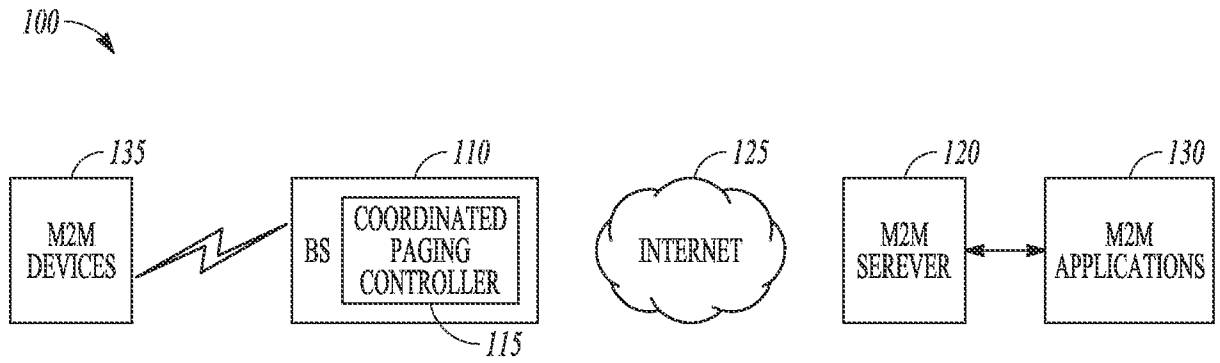 100
135
110
125
120
130
M2M
DEVICES
BS
COORDINATED
PAGING
CONTROLLER
INTERNET
M2M
SEREVER
M2M
APPLICATIONS
115